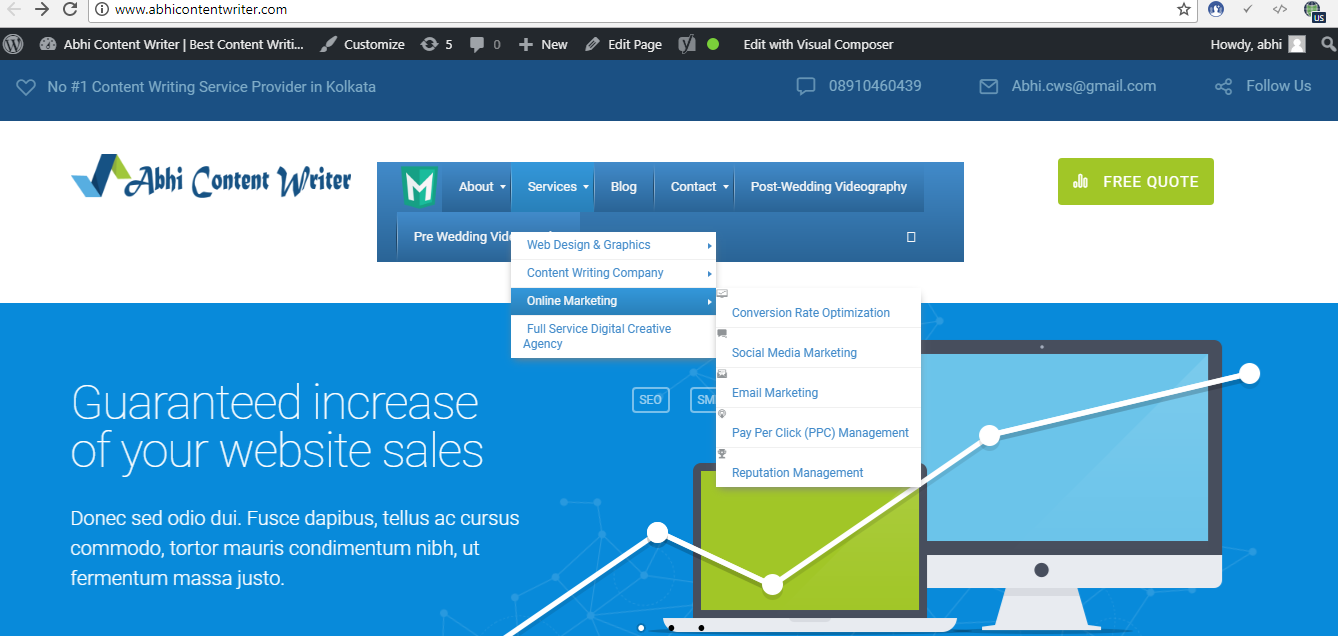 www.abhicontentwriter.com
US
Abhi Content Writer | Best Content Writi... Customize 5 0 New Edit Page Edit with Visual Composer Howdy, abhi
No #1 Content Writing Service Provider in Kolkata 08910460439 Abhi.cws@gmail.com Follow Us
Abhi Content Writer
M About Services Blog Contact Post-Wedding Videography
FREE QUOTE
Pre Wedding
Web Design & Graphics
Content Writing Company
Online Marketing
Full Service Digital Creative
Agency
Conversion Rate Optimization
Social Media Marketing
Email Marketing
Pay Per Click (PPC) Management
Reputation Management
SEO
Guaranteed increase
of your website sales
Donec sed odio dui. Fusce dapibus, tellus ac cursus
commodo, tortor mauris condimentum nibh, ut
fermentum massa justo.